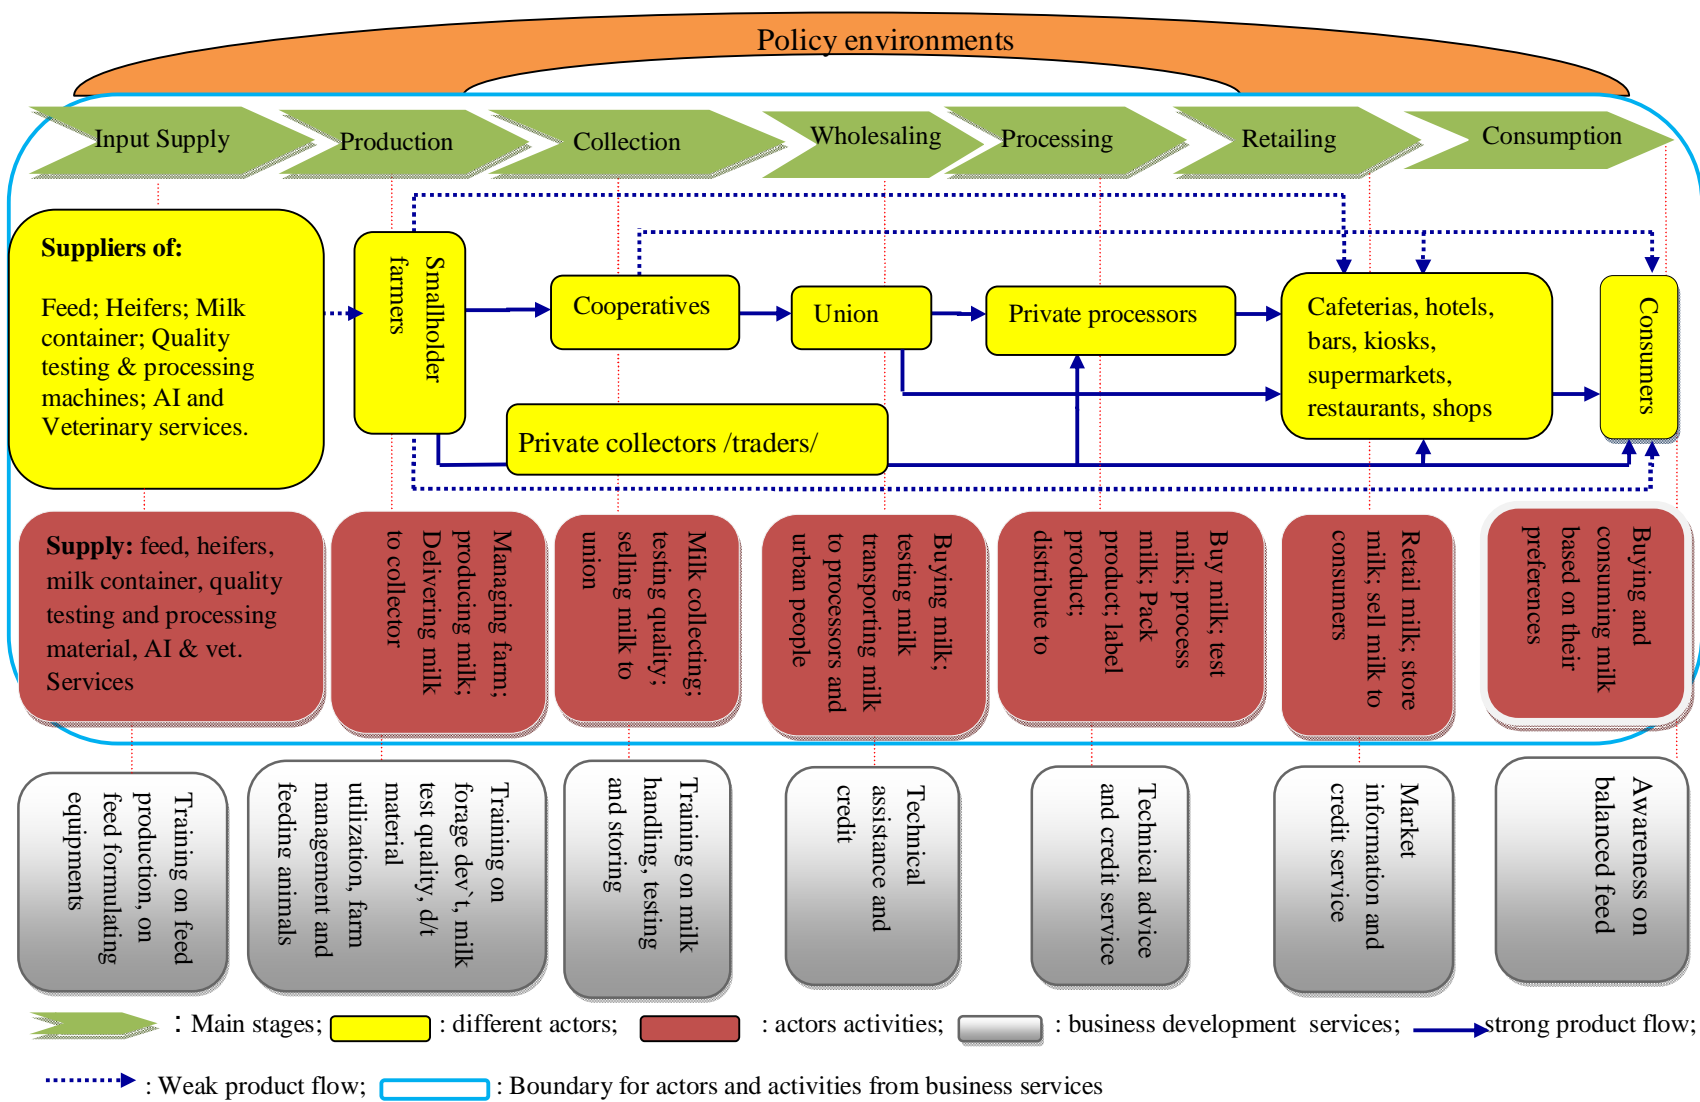 Policy environments
Input Supply
Production
Collection
Wholesaling
Processing
Retailing
Consumption
Suppliers of:
Feed; Heifers; Milk
container; Quality
testing & processing
machines; AI and
Veterinary services.
Smallholder
farmers
Cooperatives
Union
Private processors
Cafeterias, hotels,
bars, kiosks,
supermarkets,
restaurants, shops
Consumers
Private collectors /traders/
Supply: feed, heifers,
milk container, quality
testing and processing
material, AI & vet.
Services
Managing farm;
producing milk;
Delivering milk
to collector
Milk collecting;
testing quality;
selling milk to
union
Buying milk;
testing milk
transporting milk
to processors and
urban people
Buy milk; test
milk; process
milk; Pack
product; label
product;
distribute to
Retail milk; store
milk; sell milk to
consumers
Buying and
consuming milk
based on their
preferences
Training on feed
production, on
feed formulating
equipments
Training on
forage dev`t, milk
test quality, d/t
material
utilization, farm
management and
feeding animals
Training on milk
handling, testing
and storing
Technical
assistance and
credit
Technical advice
and credit service
Market
information and
credit service
Awareness on
balanced feed
: Main stages; : different actors; : actors activities; : business development services; strong product flow;
: Weak product flow; : Boundary for actors and activities from business services